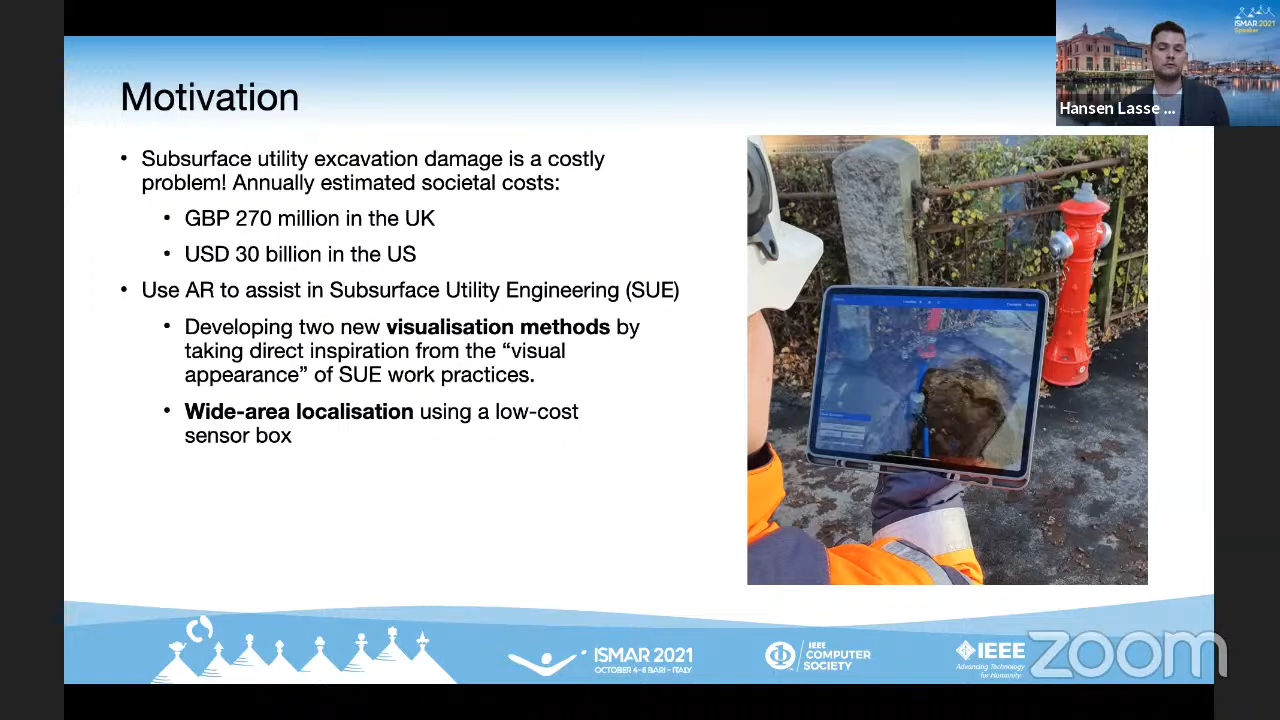 ISMAR 2021
Speaker
Hansen Lasse ...
Motivation
• Subsurface utility excavation damage is a costly
problem! Annually estimated societal costs:
• GBP 270 million in the UK
• USD 30 billion in the US
• Use AR to assist in Subsurface Utility Engineering (SUE)
• Developing two new visualisation methods by
taking direct inspiration from the “visual
appearance” of SUE work practices.
• Wide-area localisation using a low-cost
sensor box
ISMAR 2021
OCTOBER 4-8 BARI - ITALY
IEEE
COMPUTER
SOCIETY
IEEE
Advancing Technology
for Humanity
zoom